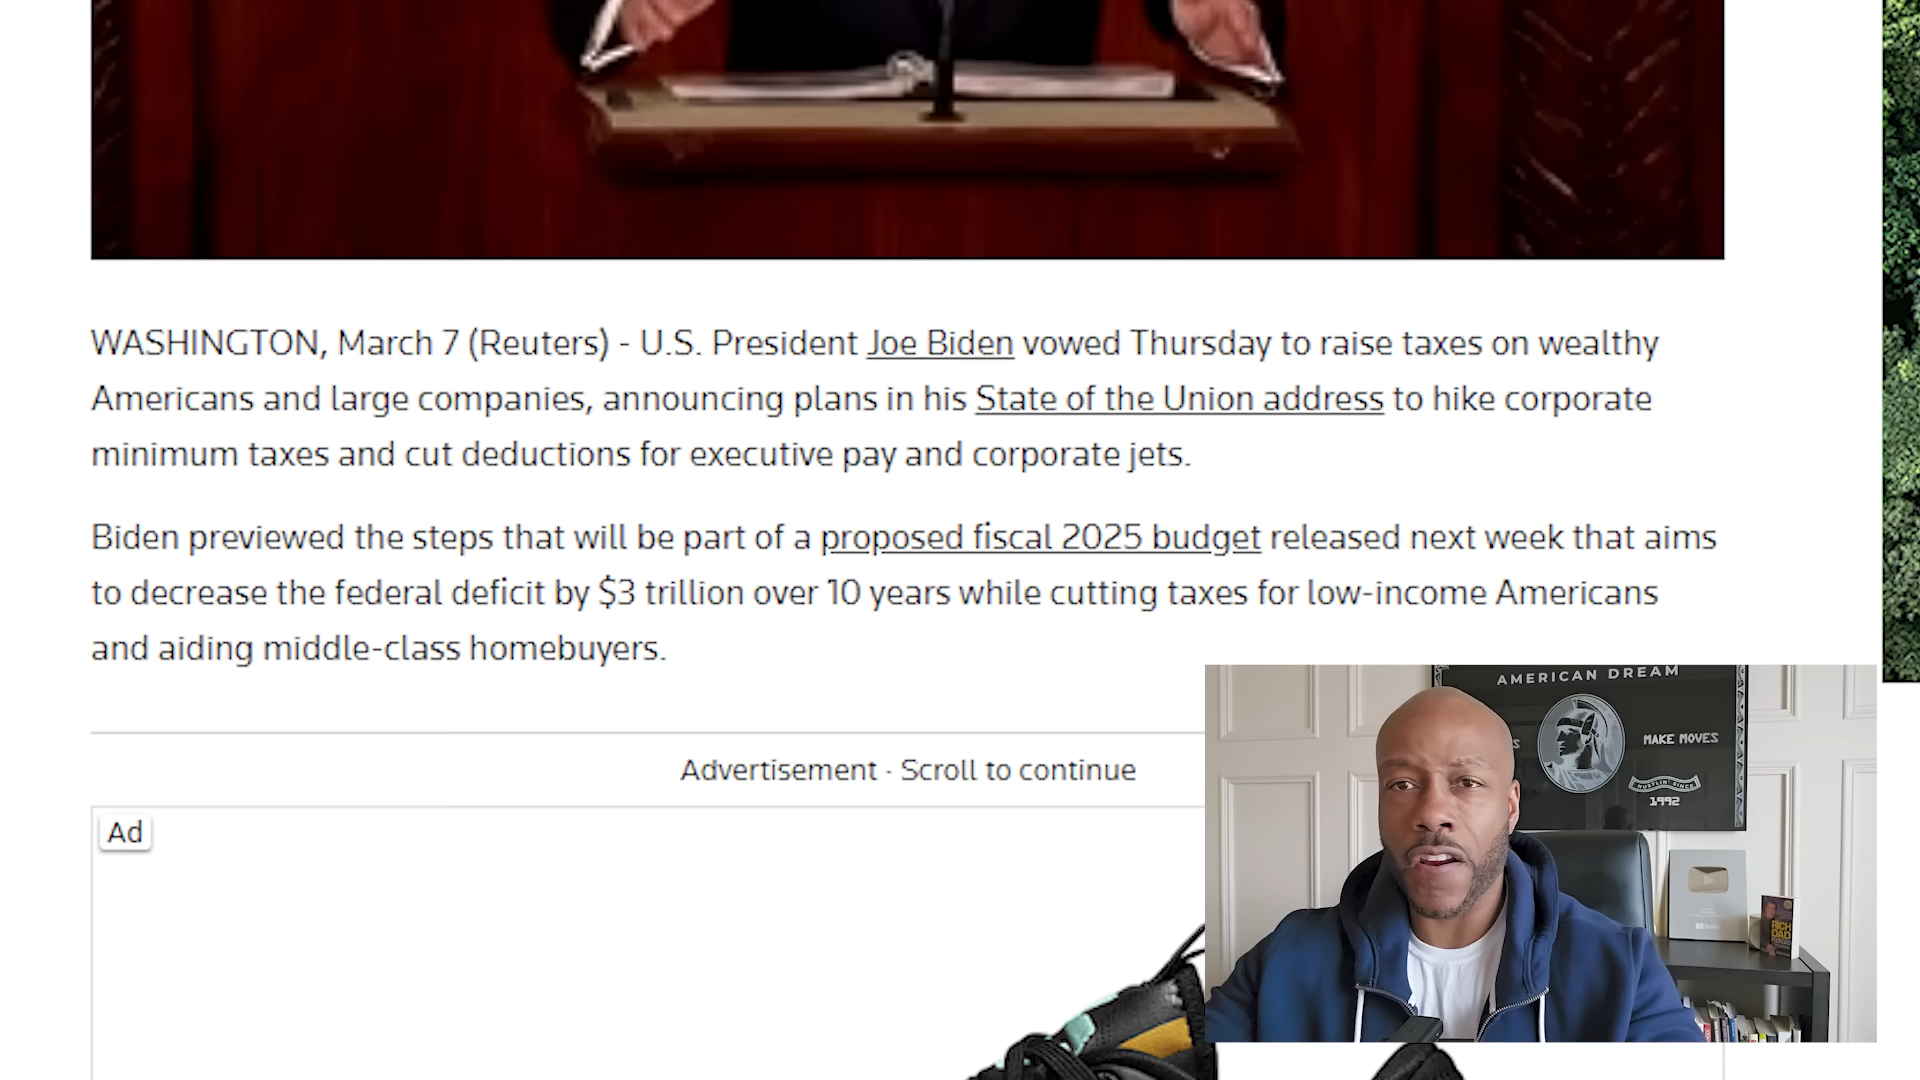 WASHINGTON, March 7 (Reuters) - U.S. President Joe Biden vowed Thursday to raise taxes on wealthy
Americans and large companies, announcing plans in his State of the Union address to hike corporate
minimum taxes and cut deductions for executive pay and corporate jets.
Biden previewed the steps that will be part of a proposed fiscal 2025 budget released next week that aims
to decrease the federal deficit by $3 trillion over 10 years while cutting taxes for low-income Americans
and aiding middle-class homebuyers.
Advertisement · Scroll to continue
Ad
AMERICAN DREAM
MAKE MOVES
HUSTLIN' SINCE
1992
RICH
DAD